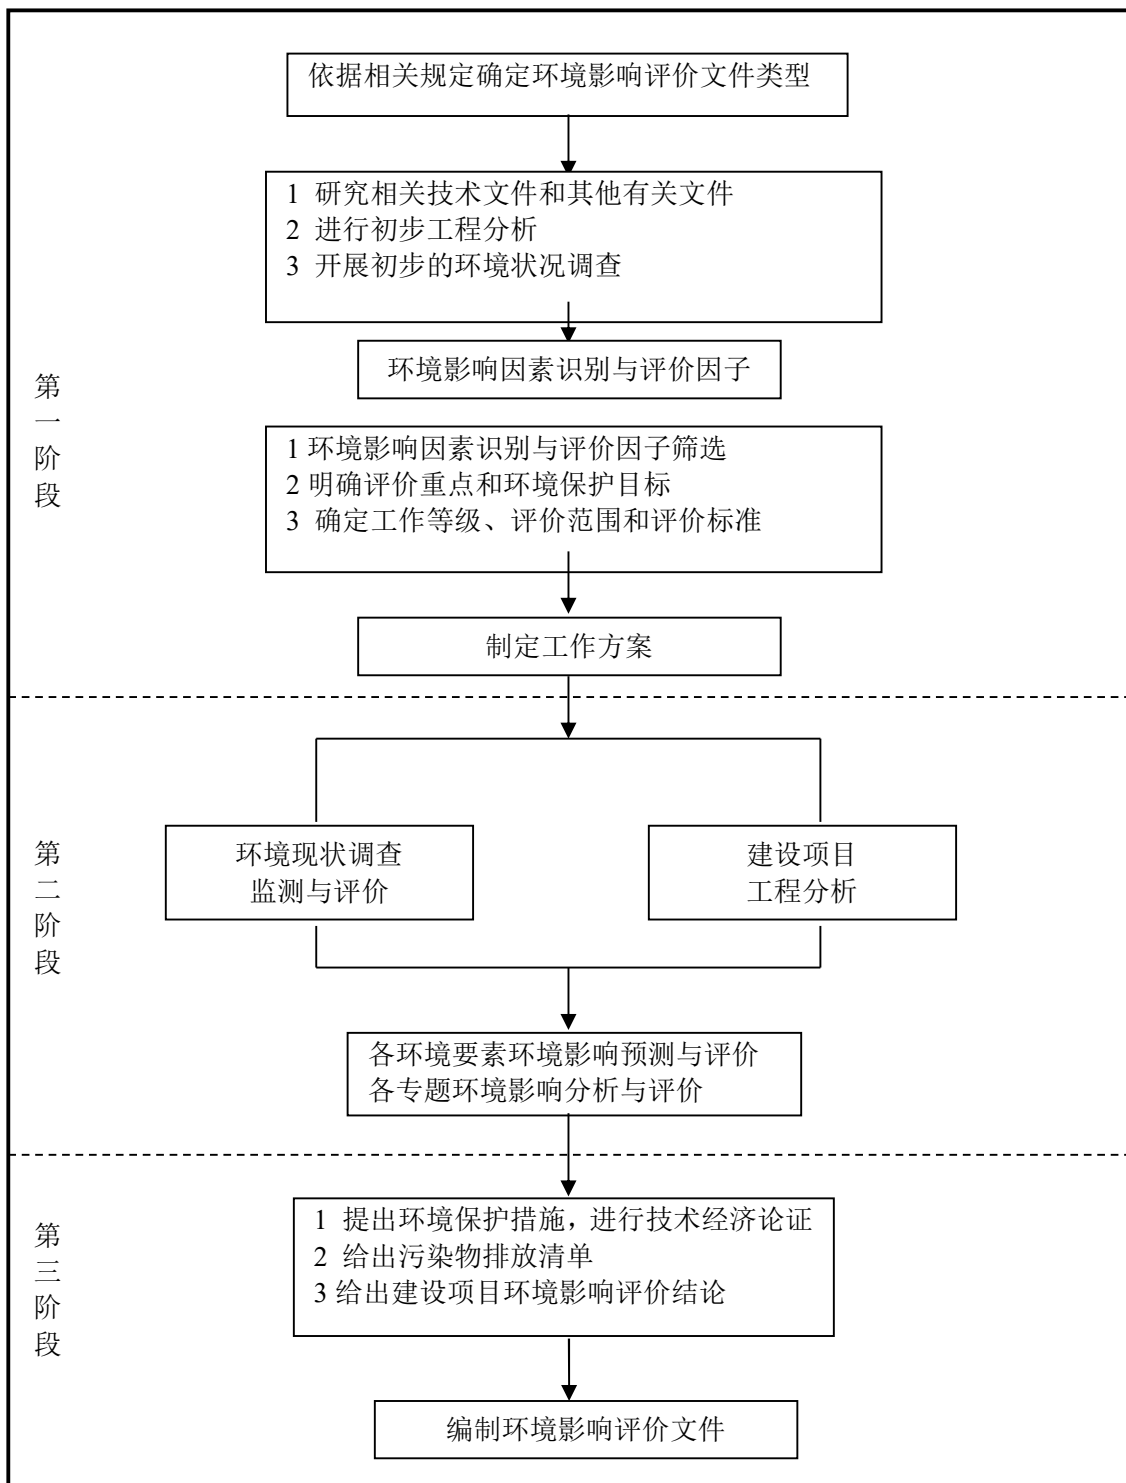 依据相关规定确定环境影响评价文件类型
1 研究相关技术文件和其他有关文件
2 进行初步工程分析
3 开展初步的环境状况调查
环境影响因素识别与评价因子
1 环境影响因素识别与评价因子筛选
2 明确评价重点和环境保护目标
3 确定工作等级、评价范围和评价标准
制定工作方案
第一阶段
环境现状调查
监测与评价
建设项目
工程分析
各环境要素环境影响预测与评价
各专题环境影响分析与评价
第二阶段
1 提出环境保护措施，进行技术经济论证
2 给出污染物排放清单
3 给出建设项目环境影响评价结论
编制环境影响评价文件
第三阶段